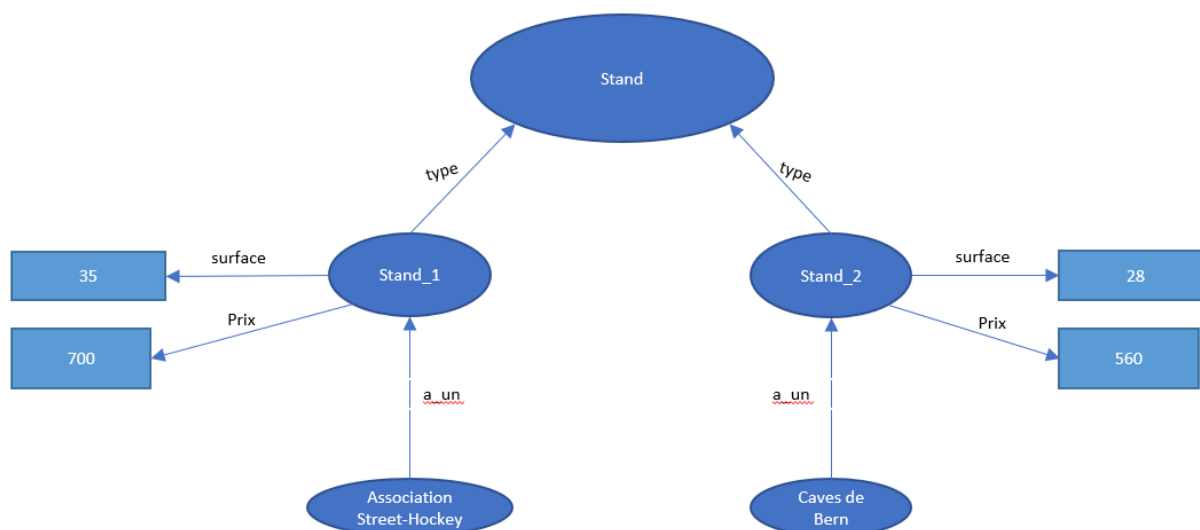 Stand
type
type
surface
Stand_1
Stand_2
surface
35
28
Prix
Prix
700
560
a_un
a_un
Association
Street-Hockey
Caves de
Bern